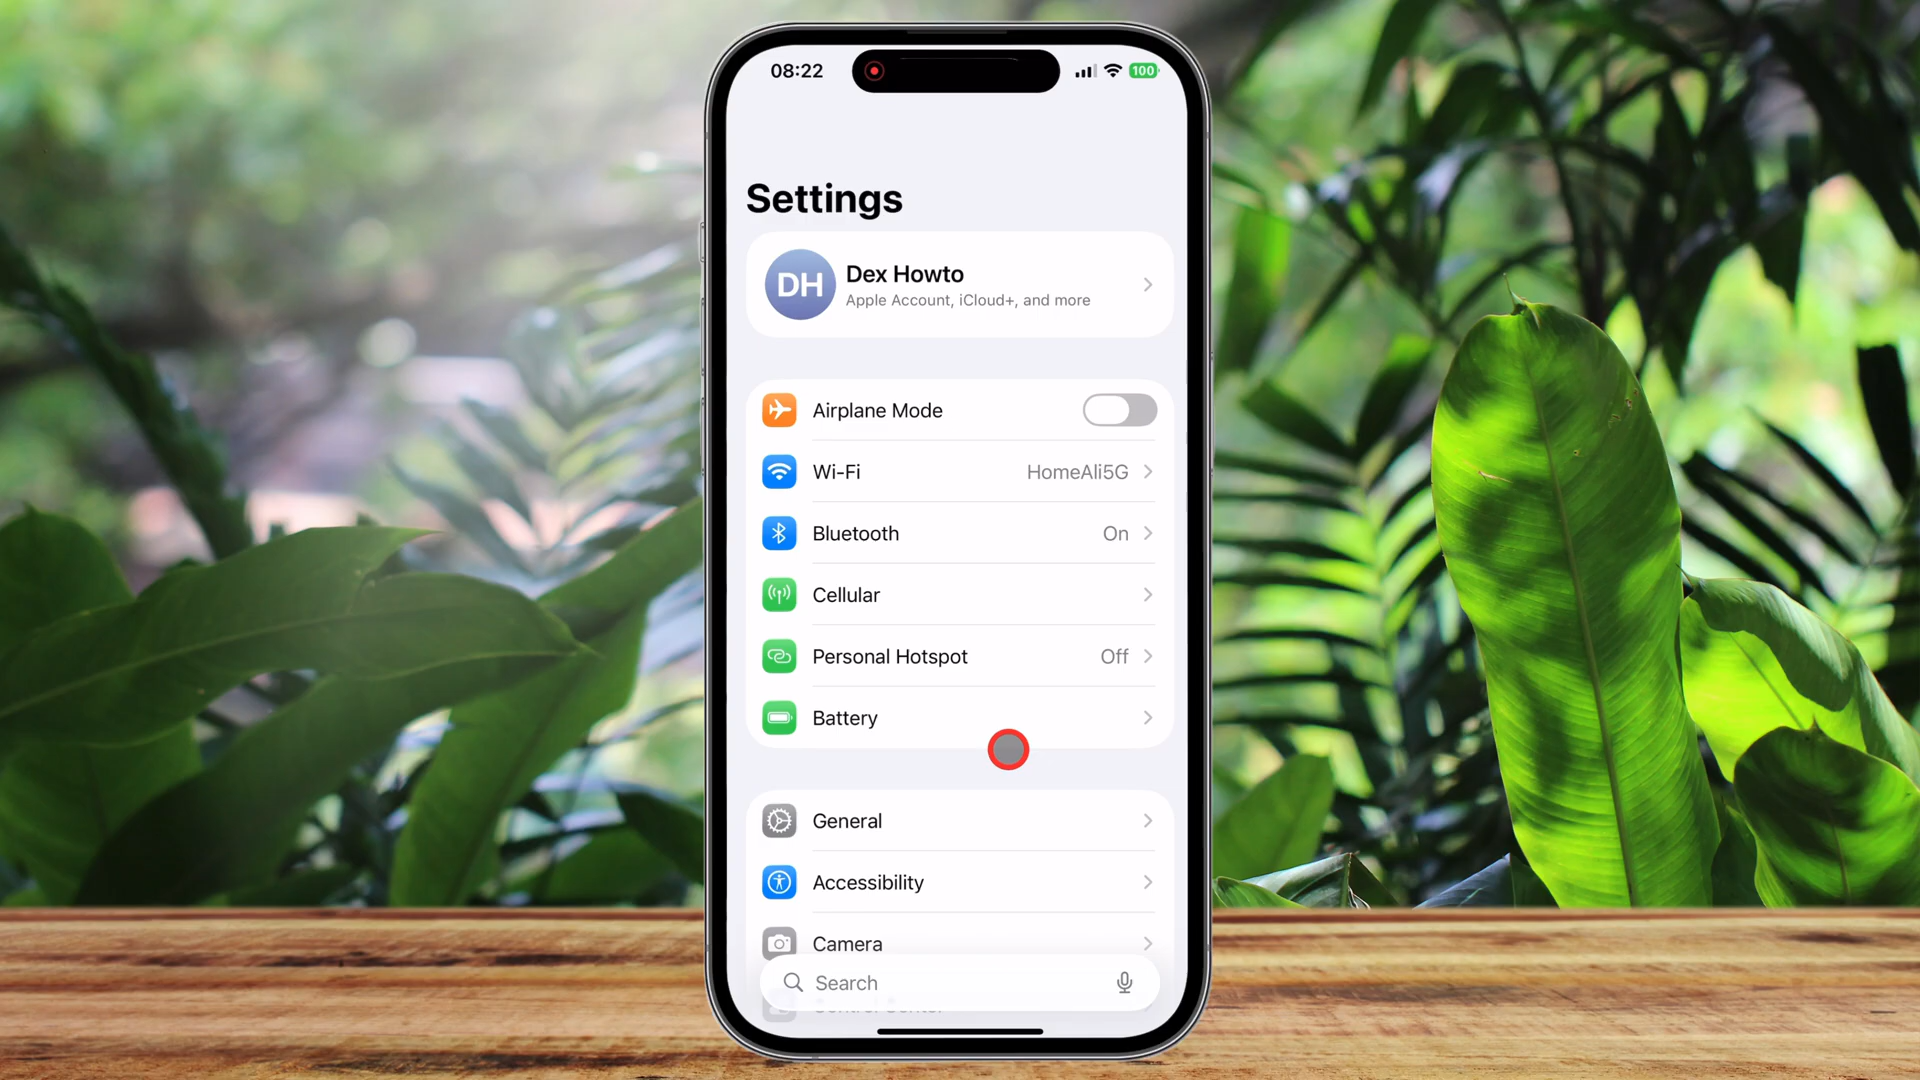 08:22
100
Settings
DH
Dex Howto
Apple Account, iCloud+, and more
Airplane Mode
Wi-Fi HomeAli5G
Bluetooth On
Cellular
Personal Hotspot Off
Battery
General
Accessibility
Camera
Search